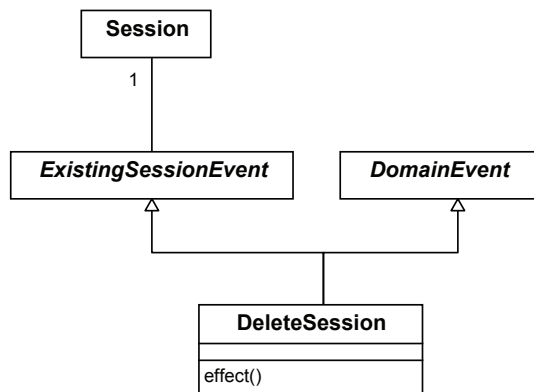 Session
1
ExistingSessionEvent
DomainEvent
DeleteSession
effect()